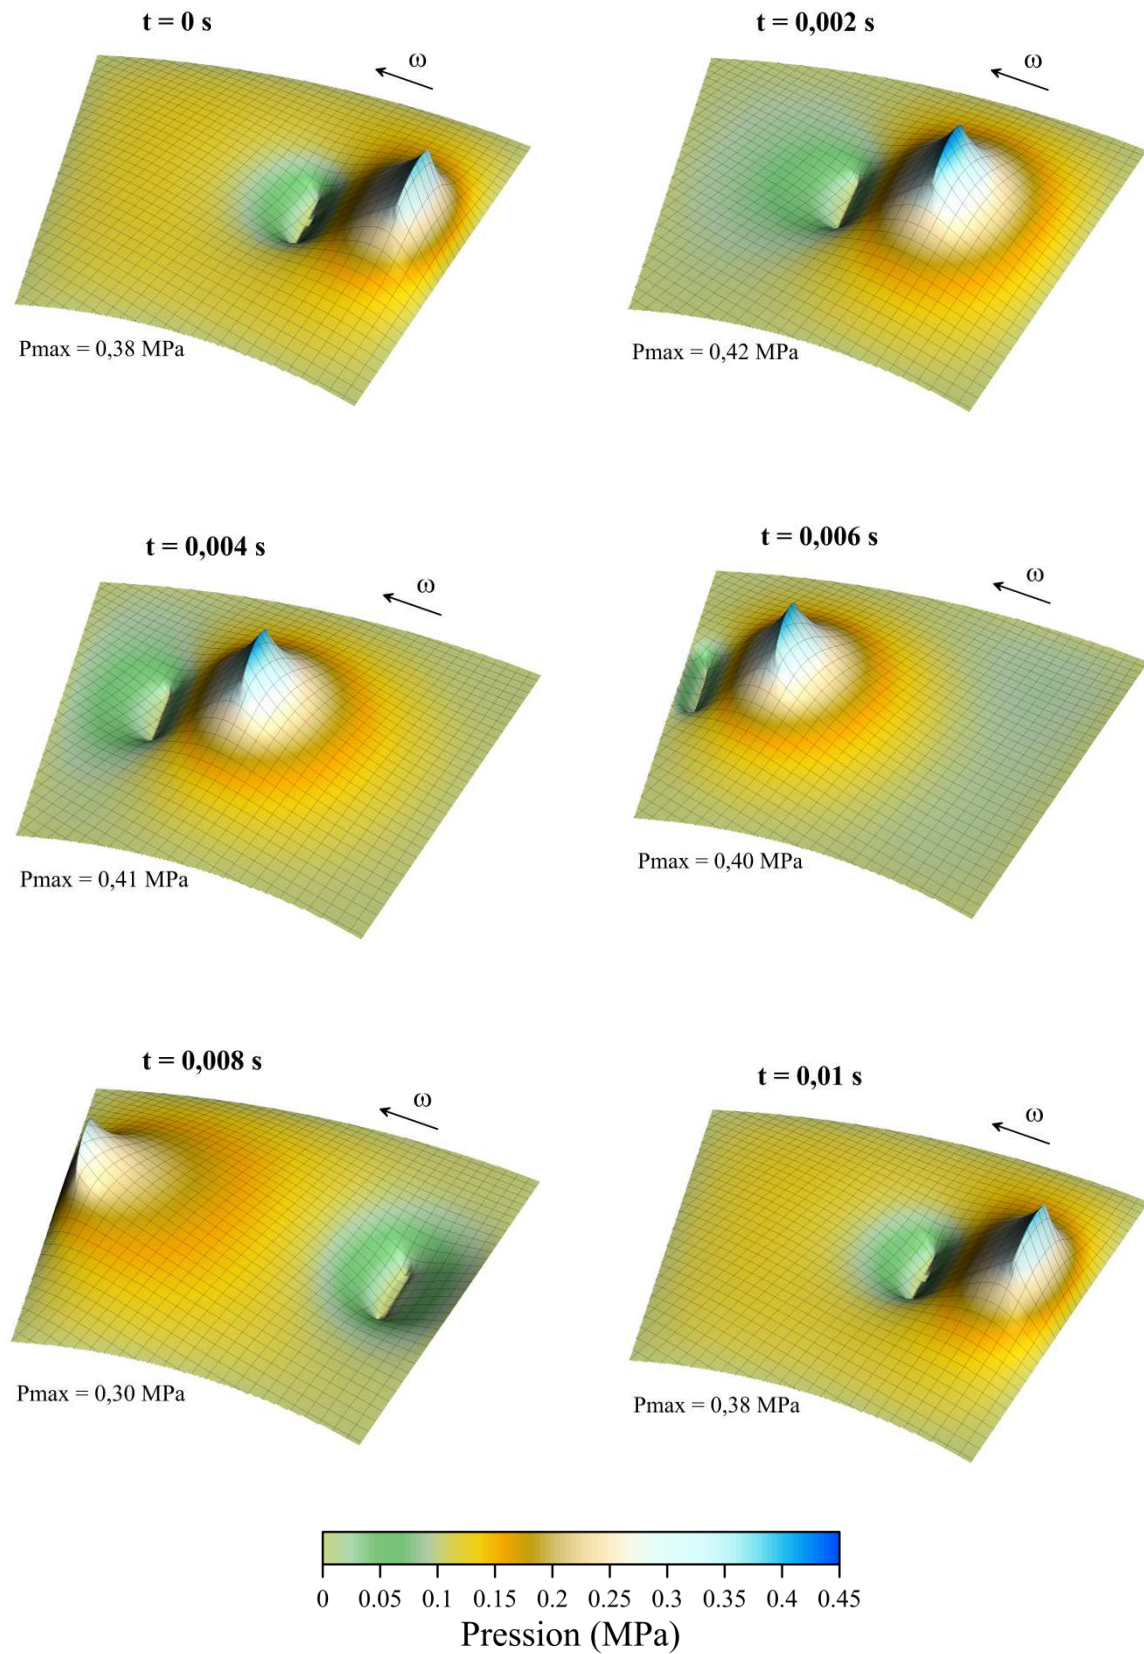 t = 0 s
t = 0,002 s
ω
ω
Pmax = 0,38 MPa
Pmax = 0,42 MPa
t = 0,004 s
t = 0,006 s
ω
ω
Pmax = 0,41 MPa
Pmax = 0,40 MPa
t = 0,008 s
t = 0,01 s
ω
ω
Pmax = 0,30 MPa
Pmax = 0,38 MPa
0 0.05 0.1 0.15 0.2 0.25 0.3 0.35 0.4 0.45
Pression (MPa)